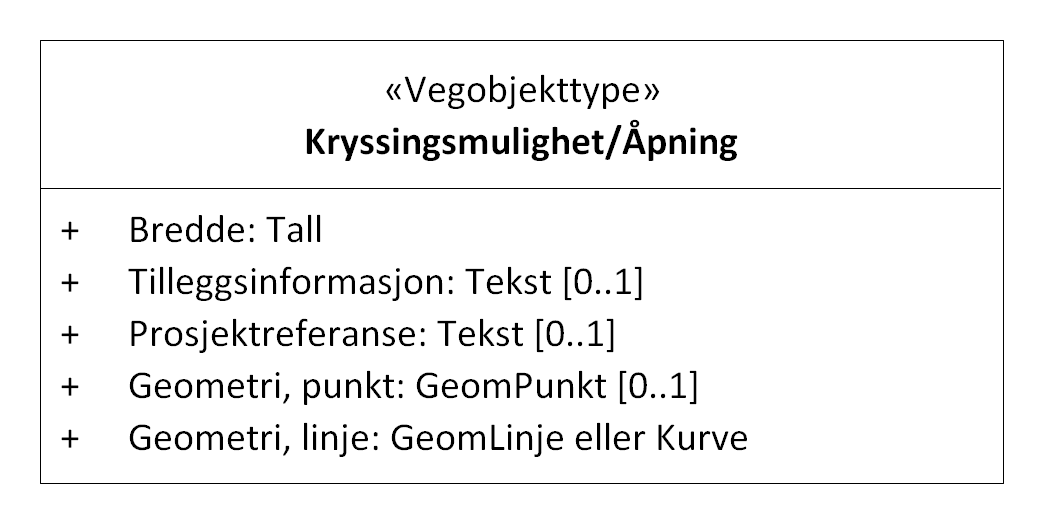 «Vegobjekttype»
Kryssingsmulighet/Åpning
+ Bredde: Tall
+ Tilleggsinformasjon: Tekst [0..1]
+ Prosjektreferanse: Tekst [0..1]
+ Geometri, punkt: GeomPunkt [0..1]
+ Geometri, linje: GeomLinje eller Kurve